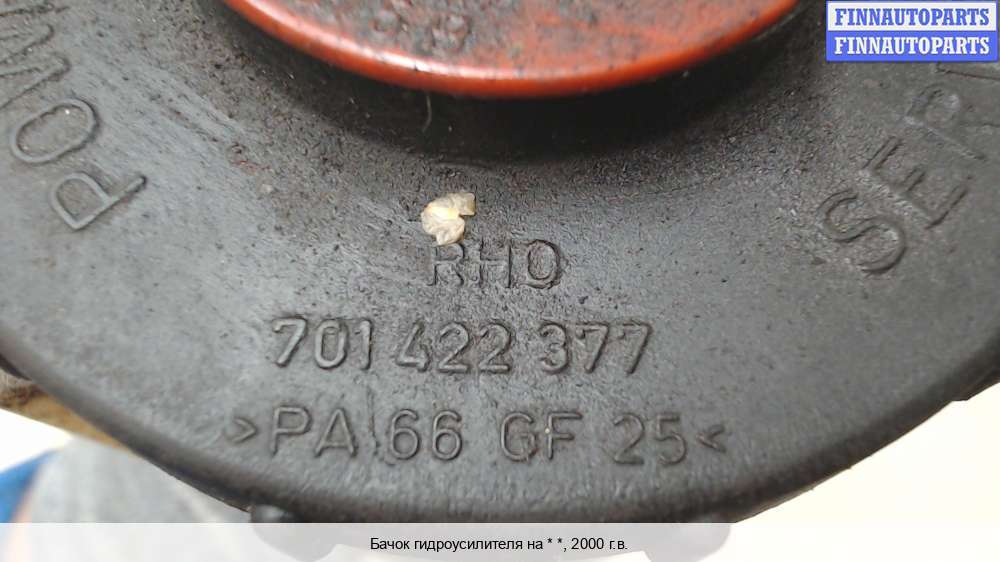 FINNAUTOPARTS
FINNAUTOPARTS
RHD
701 422 377
>PA 66 GF 25<
Бачок гидроусилителя на * *, 2000 г.в.